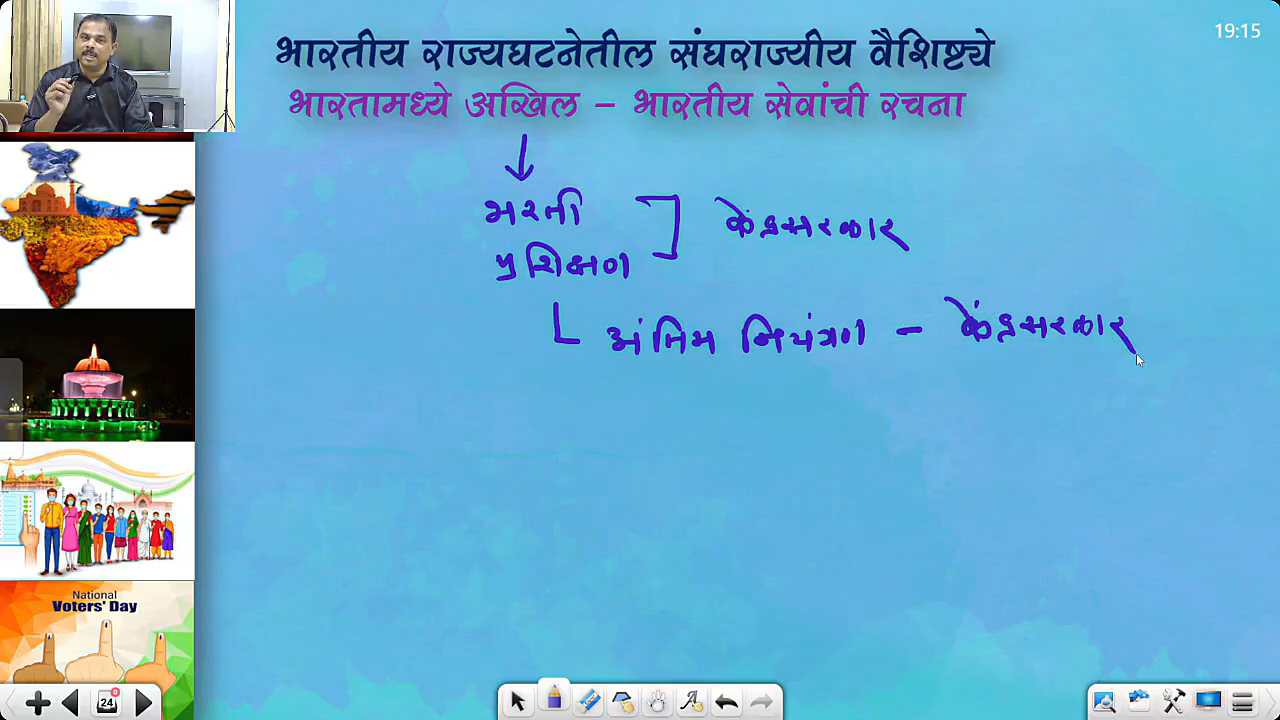 19:15
भारतीय राज्यघटनेतील संघराज्यीय वैशिष्ट्ये
भारतामध्ये अखिल – भारतीय सेवांची रचना
भरती
केंद्रसरकार
प्रशिक्षण
अंतिम नियंत्रण – केंद्रसरकार
National
Voters' Day
24